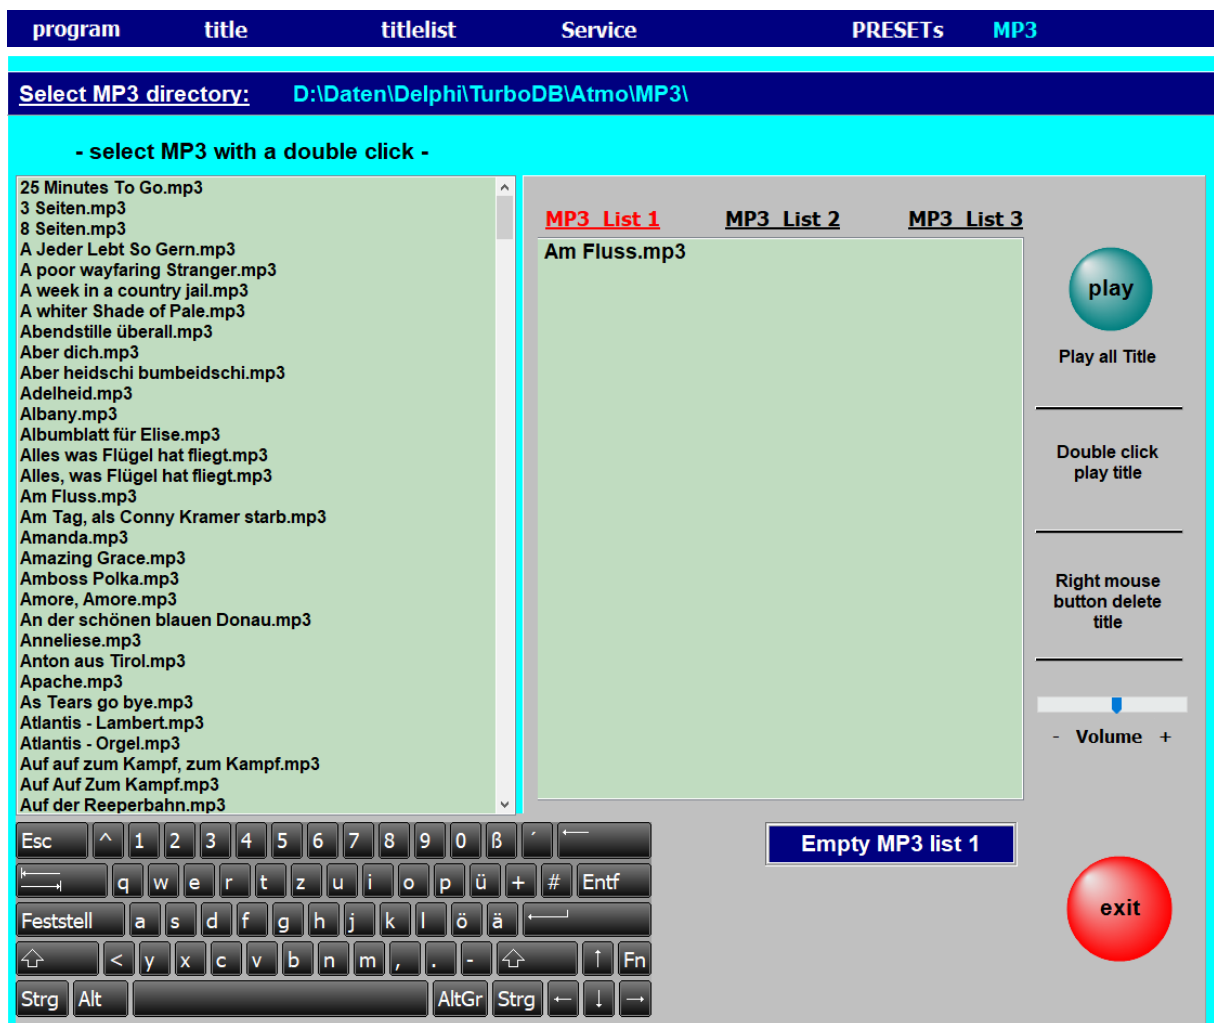 program title titlelist Service PRESETs MP3
Select MP3 directory: D:\Daten\Delphi\TurboDB\Atmo\MP3\
- select MP3 with a double click -
25 Minutes To Go.mp3
3 Seiten.mp3
8 Seiten.mp3
A Jeder Lebt So Gern.mp3
A poor wayfaring Stranger.mp3
A week in a country jail.mp3
A whiter Shade of Pale.mp3
Abendstille überall.mp3
Aber dich.mp3
Aber heidschi bumbeidschi.mp3
Adelheid.mp3
Albany.mp3
Albumblatt für Elise.mp3
Alles was Flügel hat fliegt.mp3
Alles, was Flügel hat fliegt.mp3
Am Fluss.mp3
Am Tag, als Conny Kramer starb.mp3
Amanda.mp3
Amazing Grace.mp3
Amboss Polka.mp3
Amore, Amore.mp3
An der schönen blauen Donau.mp3
Anneliese.mp3
Anton aus Tirol.mp3
Apache.mp3
As Tears go bye.mp3
Atlantis - Lambert.mp3
Atlantis - Orgel.mp3
Auf auf zum Kampf, zum Kampf.mp3
Auf Auf Zum Kampf.mp3
Auf der Reeperbahn.mp3
MP3 List 1 MP3 List 2 MP3 List 3
Am Fluss.mp3
play
Play all Title
Double click
play title
Right mouse
button delete
title
- Volume +
Empty MP3 list 1
exit
Esc ^ 1 2 3 4 5 6 7 8 9 0 ß ´ ←
q w e r t z u i o p ü + # Entf
Feststell a s d f g h j k l ö ä
< y x c v b n m , . - ↑ Fn
Strg Alt AltGr Strg ← ↓ →